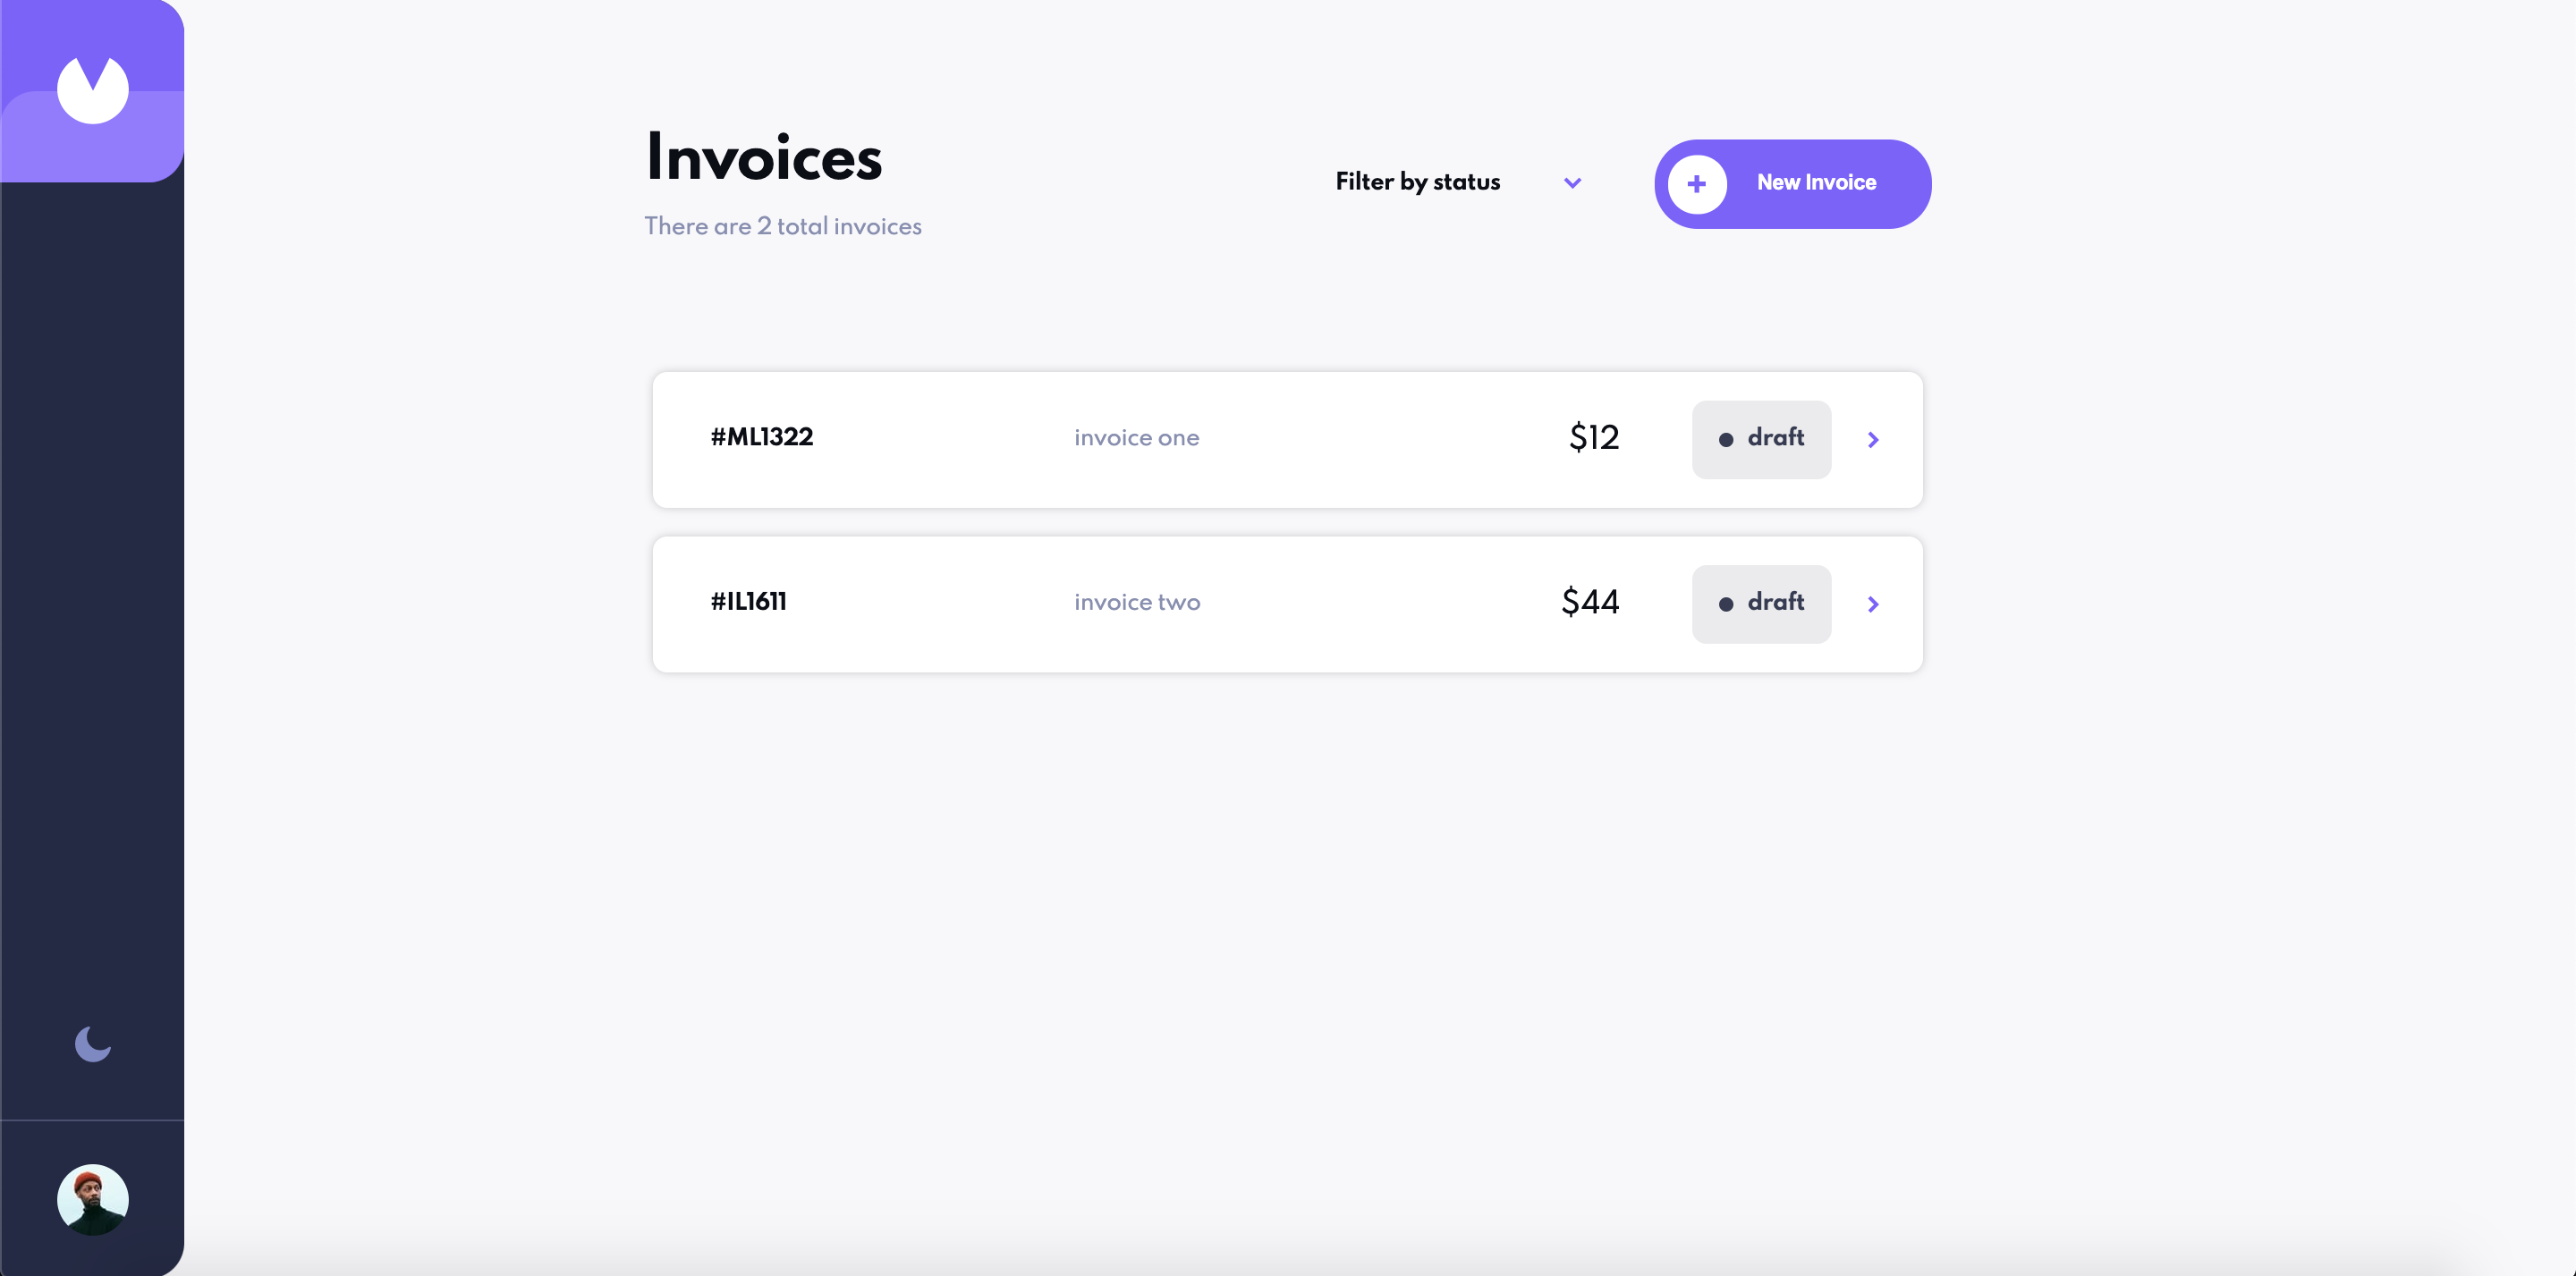 Invoices
There are 2 total invoices
Filter by status
New Invoice
#ML1322 invoice one $12 draft
#IL1611 invoice two $44 draft